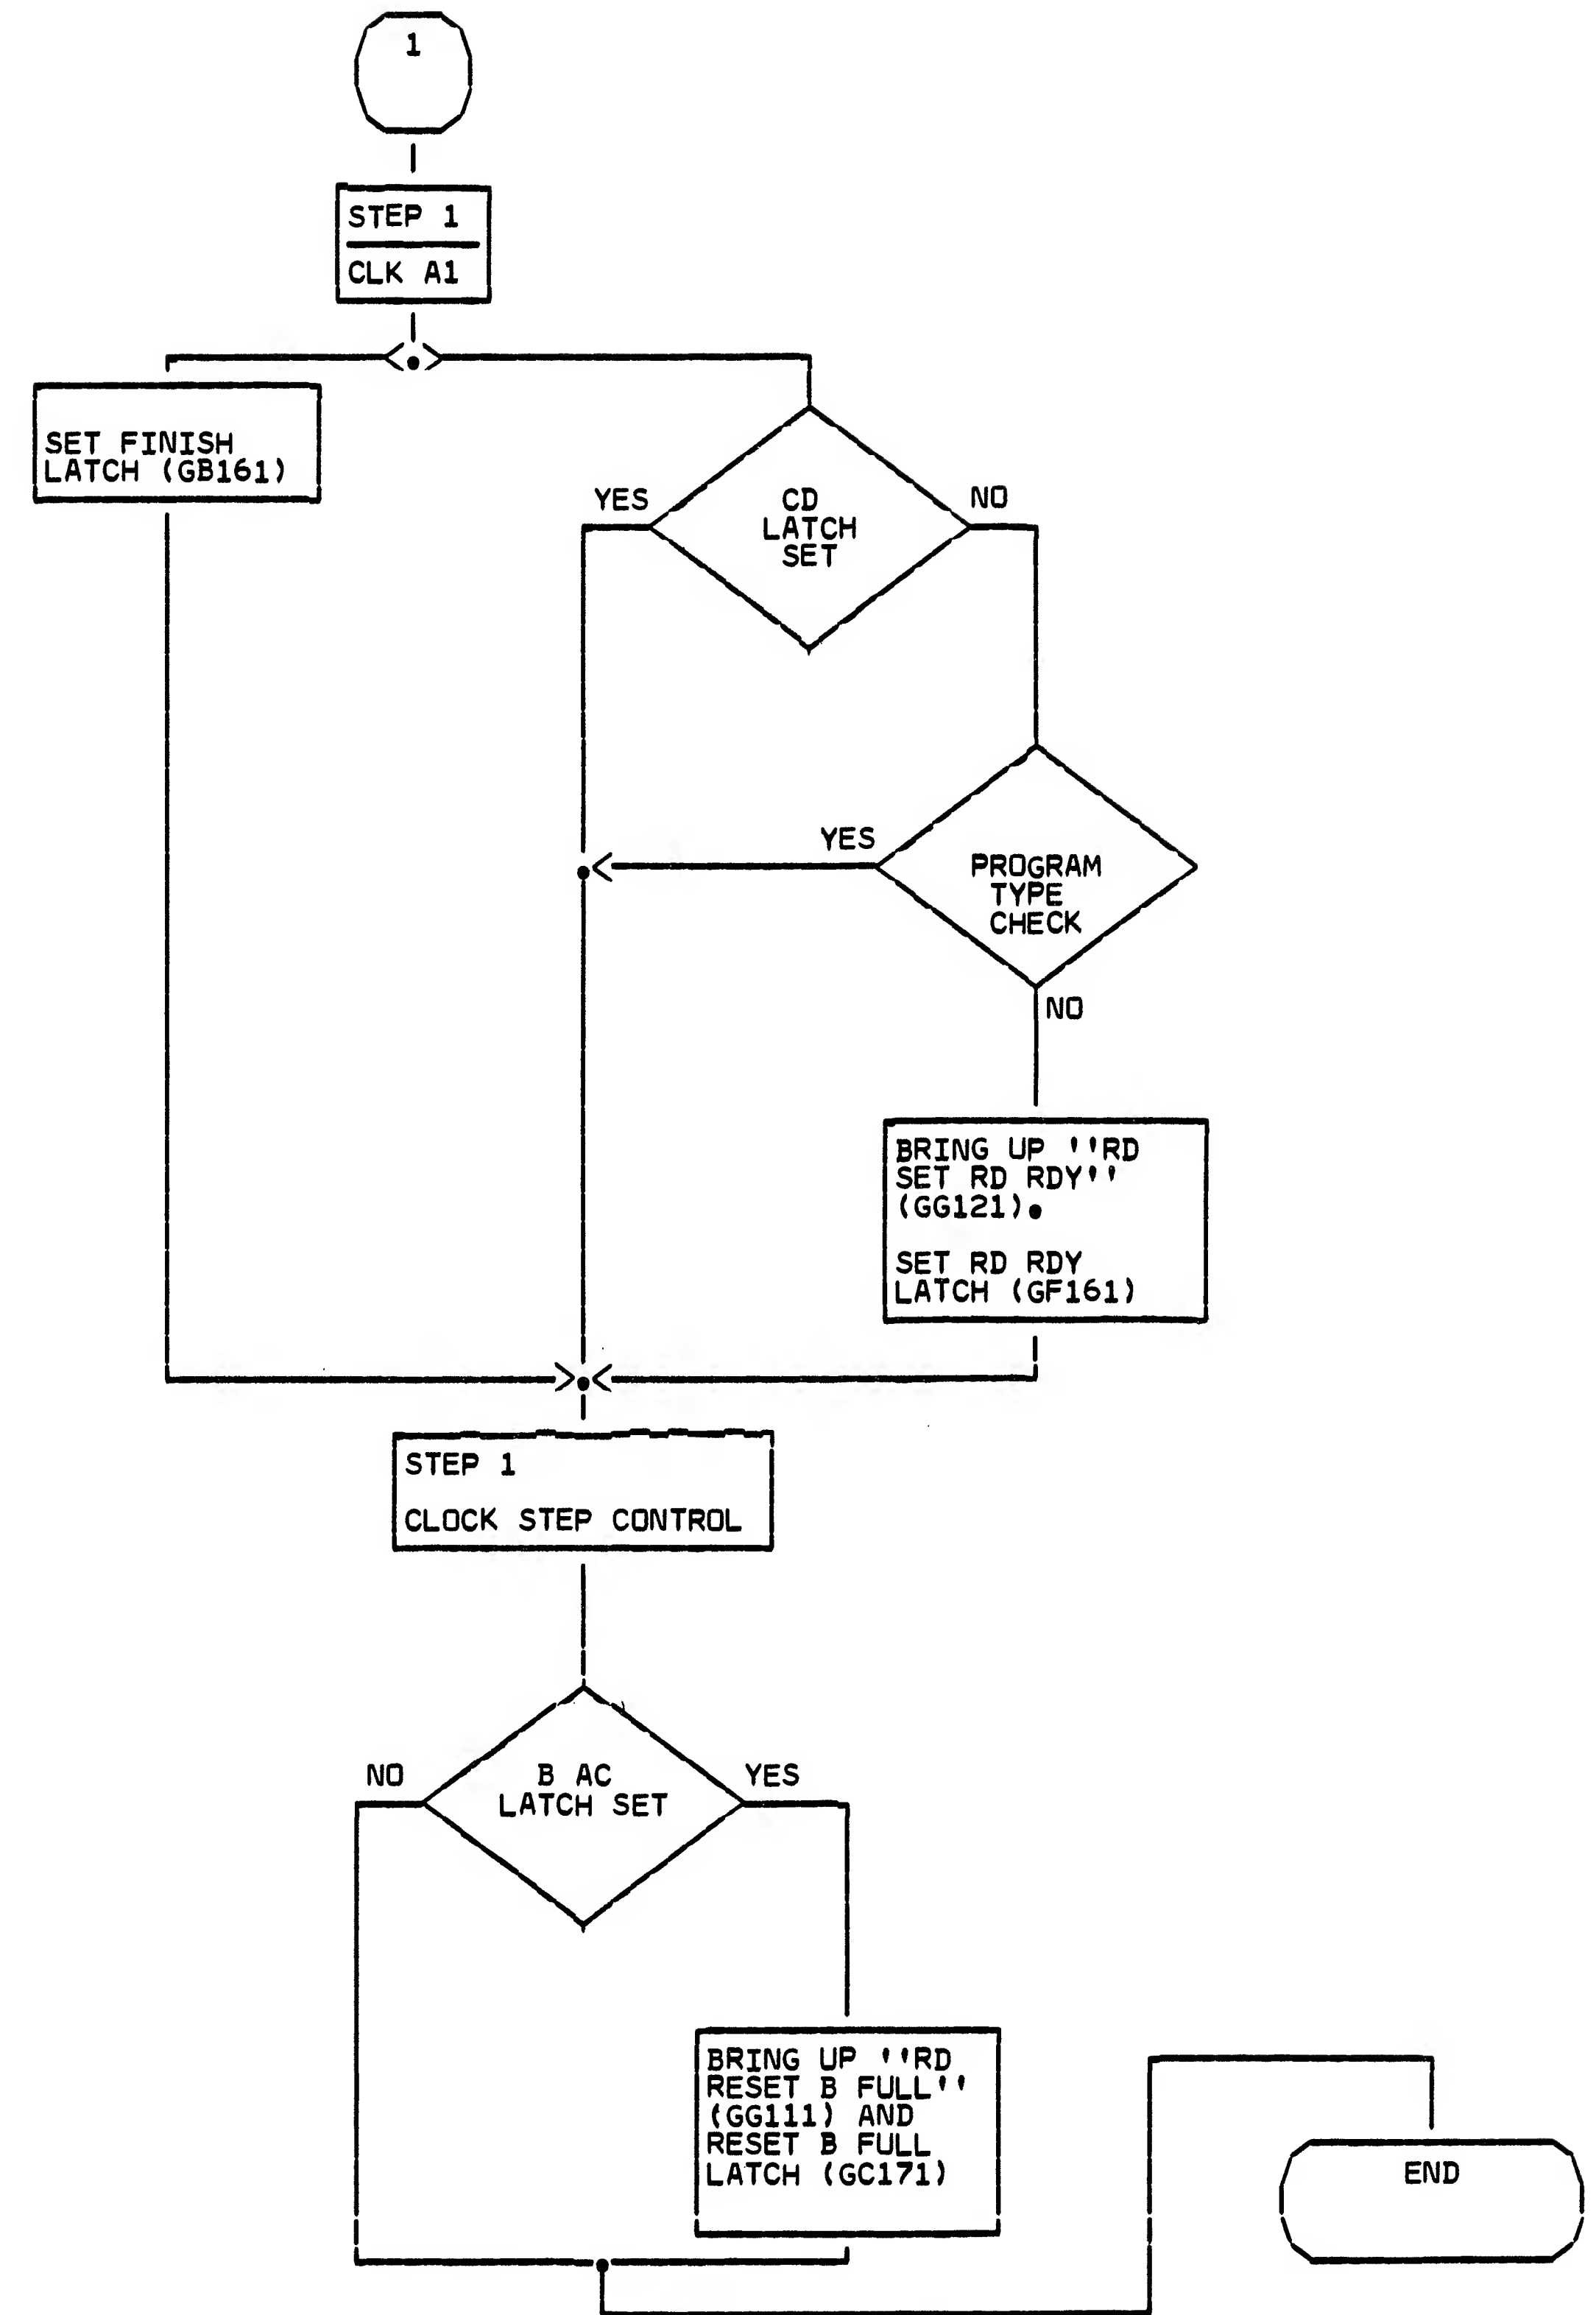 1
STEP 1
CLK A1
SET FINISH
LATCH (GB161)
YES
CD
LATCH
SET
NO
YES
PROGRAM
TYPE
CHECK
NO
BRING UP ''RD
SET RD RDY''
(GG121).
SET RD RDY
LATCH (GF161)
STEP 1
CLOCK STEP CONTROL
NO
B AC
LATCH SET
YES
BRING UP ''RD
RESET B FULL''
(GG111) AND
RESET B FULL
LATCH (GC171)
END